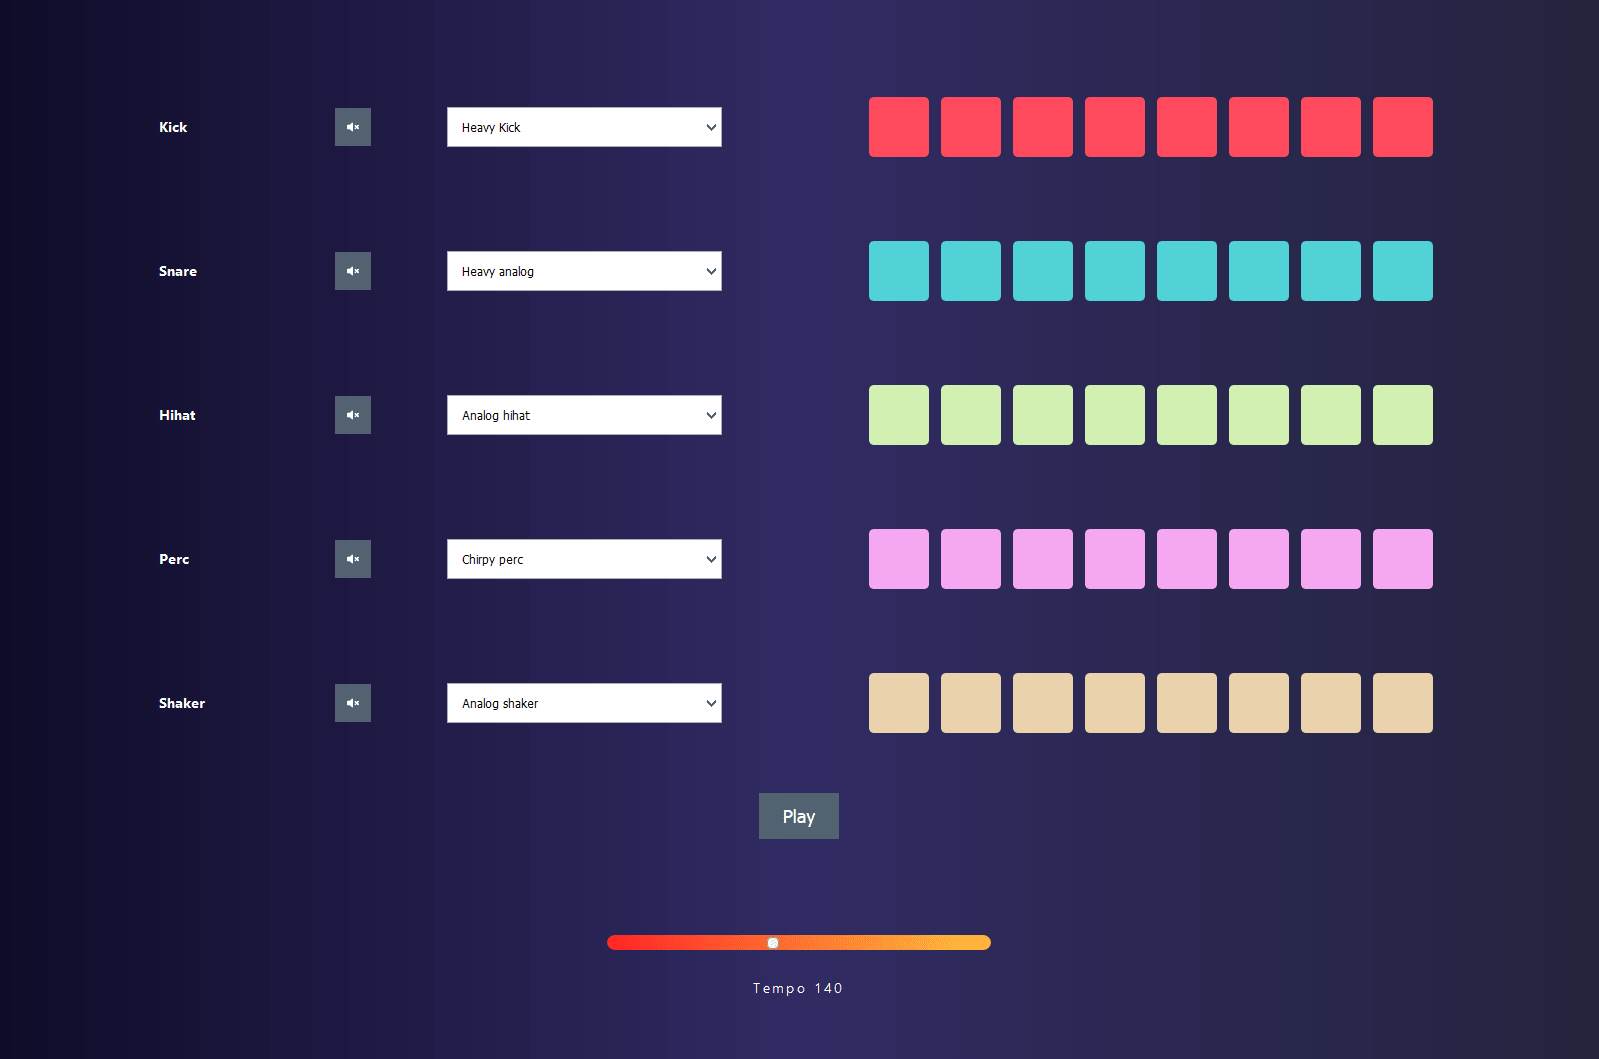 Kick
Heavy Kick
Snare
Heavy analog
Hihat
Analog hihat
Perc
Chirpy perc
Shaker
Analog shaker
Play
Tempo 140